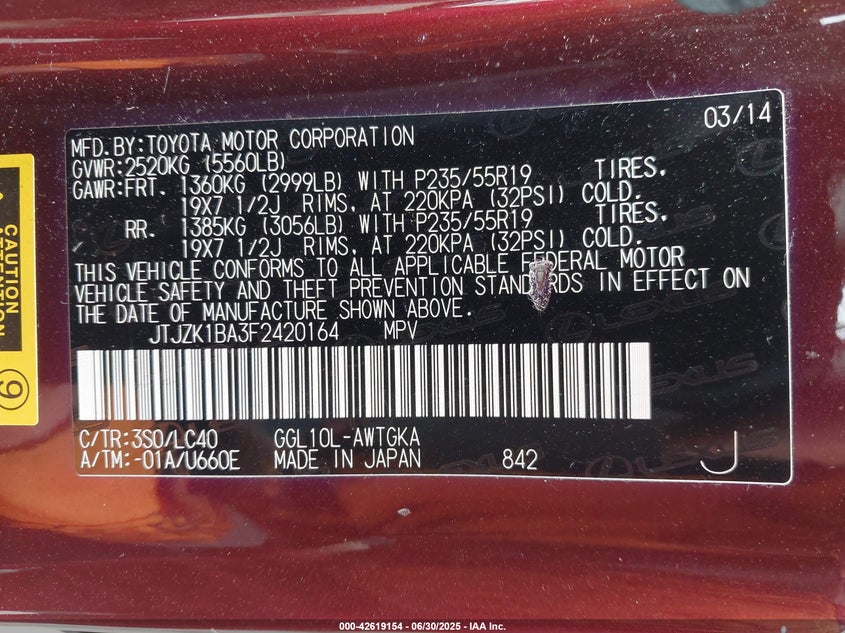 03/14
MFD.BY:TOYOTA MOTOR CORPORATION
GVWR:2520KG (5560LB)
GAWR:FRT. 1360KG (2999LB) WITH P235/55R19 TIRES,
19X7 1/2J RIMS, AT 220KPA (32PSI) COLD.
RR. 1385KG (3056LB) WITH P235/55R19 TIRES,
19X7 1/2J RIMS, AT 220KPA (32PSI) COLD.
THIS VEHICLE CONFORMS TO ALL APPLICABLE FEDERAL MOTOR
VEHICLE SAFETY AND THEFT PREVENTION STANDARDS IN EFFECT ON
THE DATE OF MANUFACTURE SHOWN ABOVE.
JTJZK1BA3F2420164 MPV
C/TR:3S0/LC40 GGL10L-AWTGKA
A/TM:-01A/U660E MADE IN JAPAN 842 J
CAUTION
ATTENTION
9
LEXUS
000-42619154 - 06/30/2025 - IAA Inc.